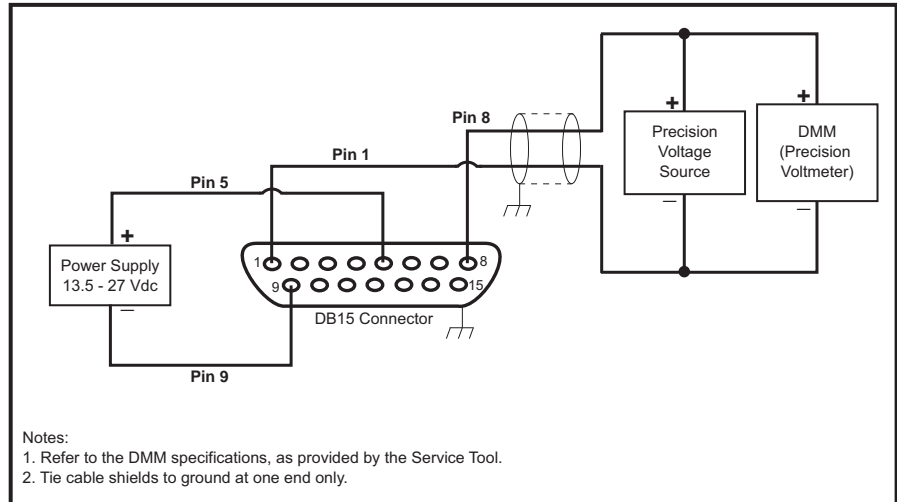 Pin 8
+
Precision
Voltage
Source
_
+
DMM
(Precision
Voltmeter)
_
Pin 1
Pin 5
+
Power Supply
13.5 - 27 Vdc
_
1
8
9
15
DB15 Connector
Pin 9
Notes:
1. Refer to the DMM specifications, as provided by the Service Tool.
2. Tie cable shields to ground at one end only.